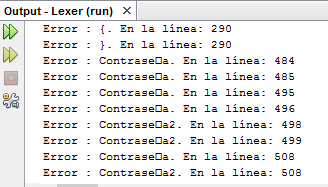 Output - Lexer (run)
Error : {. En la línea: 290
Error : }. En la línea: 290
Error : Contrase□a. En la línea: 484
Error : Contrase□a. En la línea: 485
Error : Contrase□a. En la línea: 495
Error : Contrase□a. En la línea: 496
Error : Contrase□a2. En la línea: 498
Error : Contrase□a2. En la línea: 499
Error : Contrase□a. En la línea: 508
Error : Contrase□a2. En la línea: 508